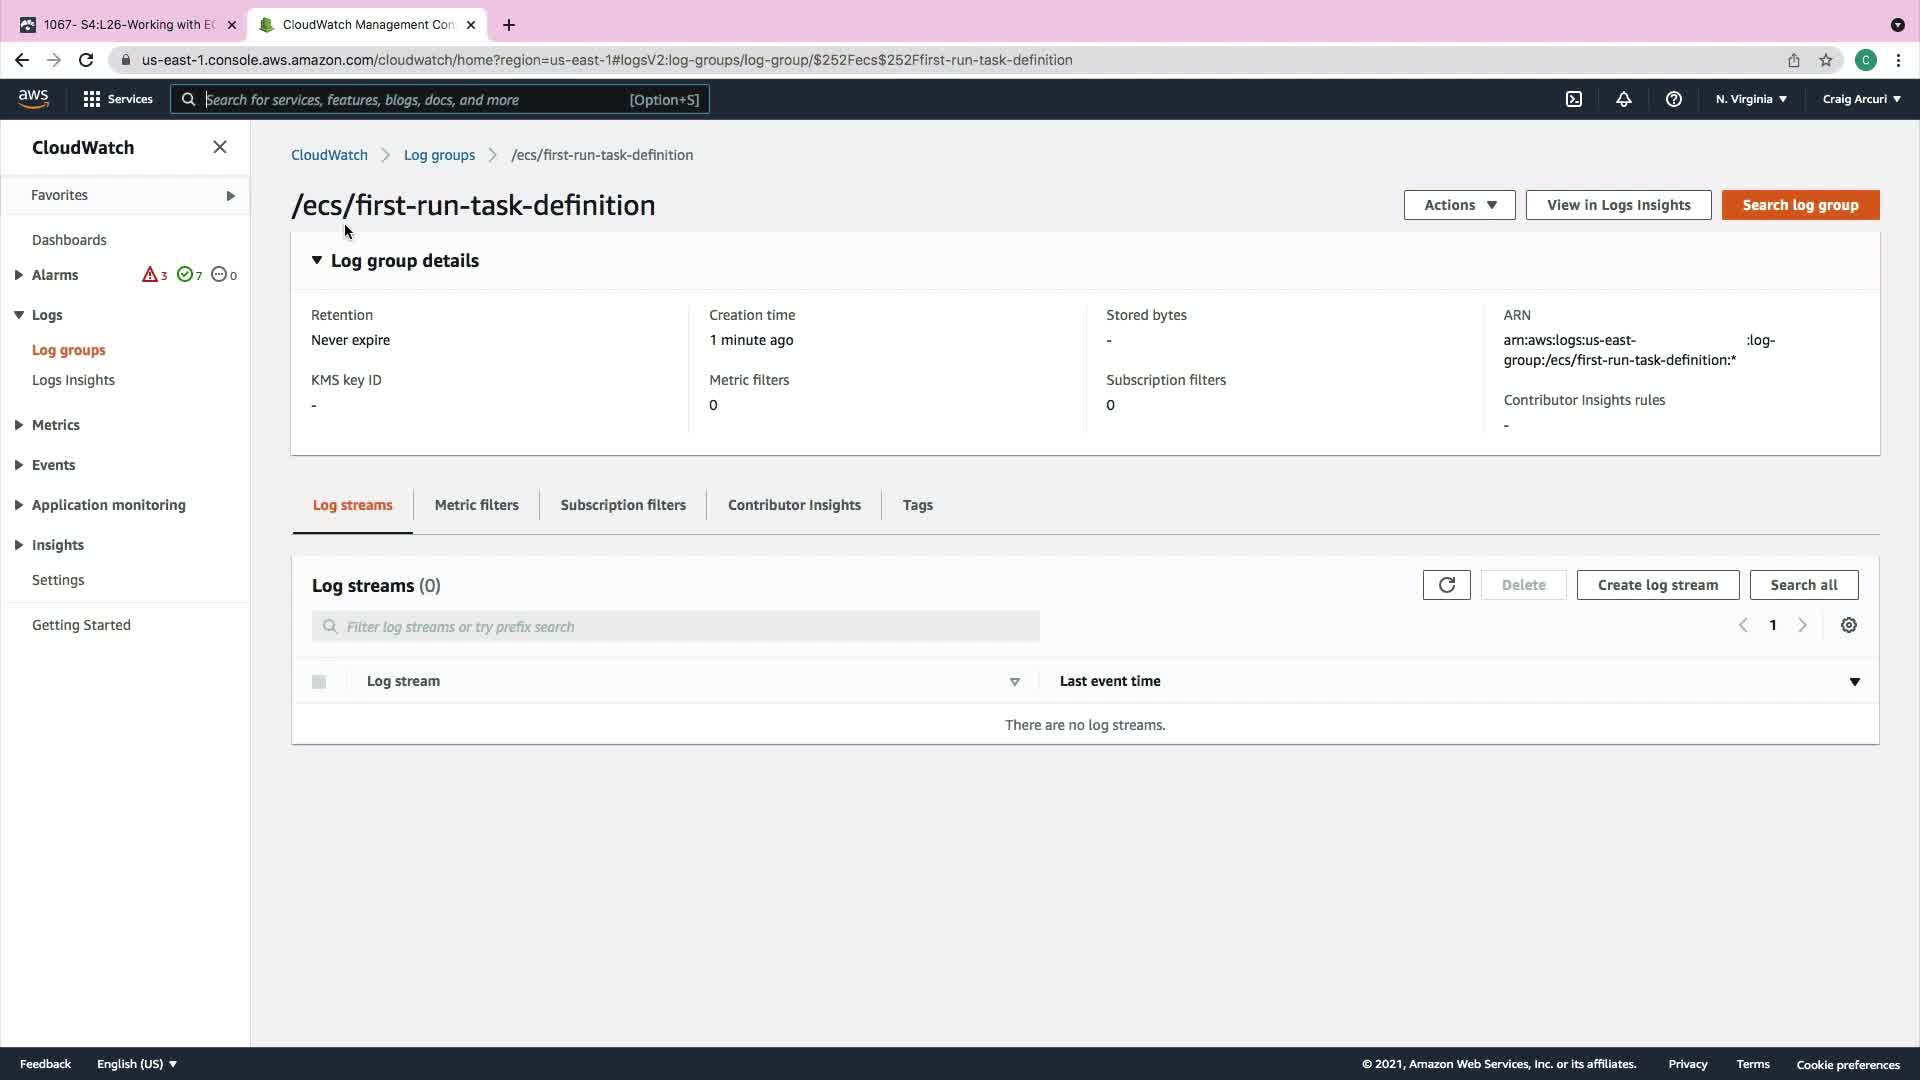 1067- S4:L26-Working with EC
CloudWatch Management Con
us-east-1.console.aws.amazon.com/cloudwatch/home?region=us-east-1#logsV2:log-groups/log-group/$252Fecs$252Ffirst-run-task-definition
C
aws
Services
Search for services, features, blogs, docs, and more [Option+S]
N. Virginia ▼
Craig Arcuri ▼
CloudWatch
Favorites
Dashboards
Alarms 3 7 0
Logs
Log groups
Logs Insights
Metrics
Events
Application monitoring
Insights
Settings
Getting Started
CloudWatch > Log groups > /ecs/first-run-task-definition
/ecs/first-run-task-definition
Actions ▼
View in Logs Insights
Search log group
Log group details
Retention
Never expire
KMS key ID
-
Creation time
1 minute ago
Metric filters
0
Stored bytes
-
Subscription filters
0
ARN
arn:aws:logs:us-east- :log-
group:/ecs/first-run-task-definition:*
Contributor Insights rules
-
Log streams
Metric filters
Subscription filters
Contributor Insights
Tags
Log streams (0)
Delete
Create log stream
Search all
Filter log streams or try prefix search
1
Log stream
Last event time
There are no log streams.
Feedback
English (US) ▼
© 2021, Amazon Web Services, Inc. or its affiliates.
Privacy
Terms
Cookie preferences